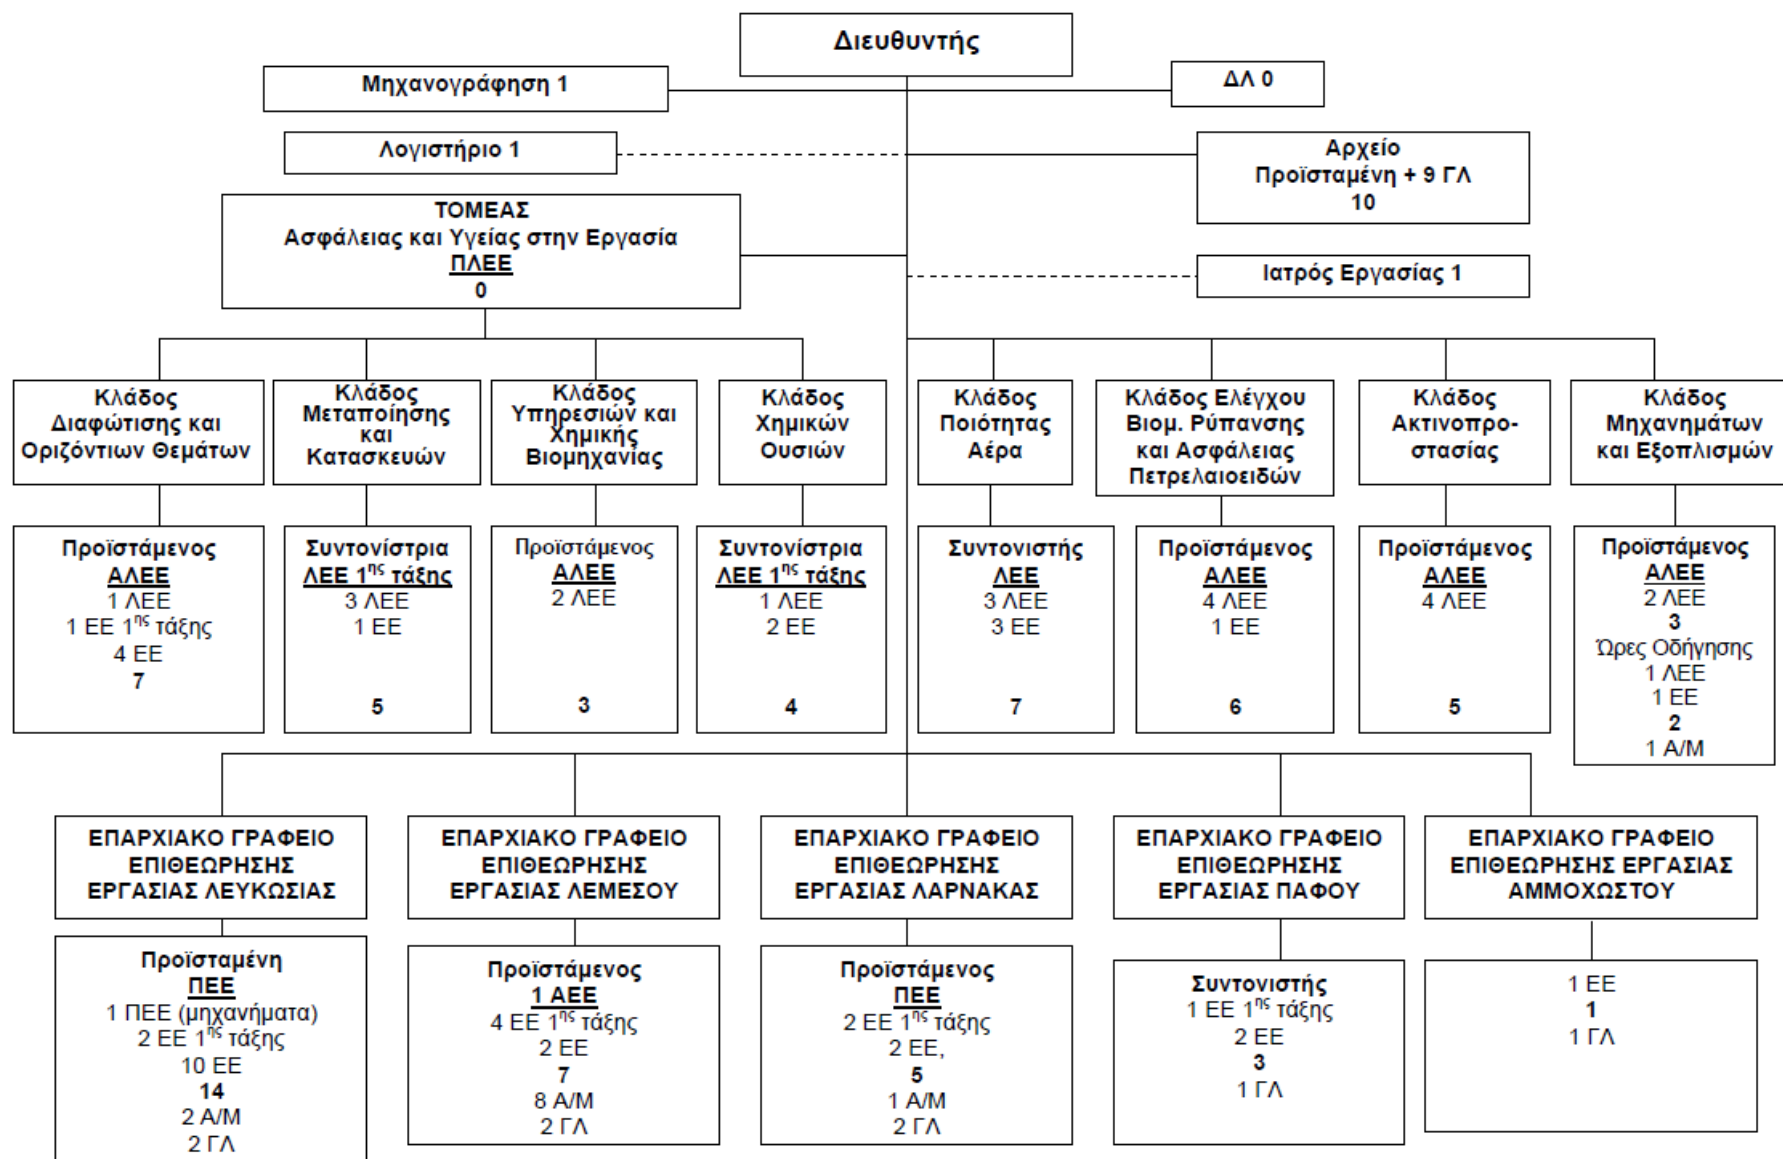 Διευθυντής
Μηχανογράφηση 1
ΔΛ 0
Λογιστήριο 1
Αρχείο
Προϊσταμένη + 9 ΓΛ
10
ΤΟΜΕΑΣ
Ασφάλειας και Υγείας στην Εργασία
ΠΛΕΕ
0
Ιατρός Εργασίας 1
Κλάδος
Διαφώτισης και
Οριζόντιων Θεμάτων
Κλάδος
Μεταποίησης
και
Κατασκευών
Κλάδος
Υπηρεσιών και
Χημικής
Βιομηχανίας
Κλάδος
Χημικών
Ουσιών
Κλάδος
Ποιότητας
Αέρα
Κλάδος Ελέγχου
Βιομ. Ρύπανσης
και Ασφάλειας
Πετρελαιοειδών
Κλάδος
Ακτινοπρο-
στασίας
Κλάδος
Μηχανημάτων
και Εξοπλισμών
Προϊστάμενος
ΑΛΕΕ
1 ΛΕΕ
1 ΕΕ 1ης τάξης
4 ΕΕ
7
Συντονίστρια
ΛΕΕ 1ης τάξης
3 ΛΕΕ
1 ΕΕ
5
Προϊστάμενος
ΑΛΕΕ
2 ΛΕΕ
3
Συντονίστρια
ΛΕΕ 1ης τάξης
1 ΛΕΕ
2 ΕΕ
4
Συντονιστής
ΛΕΕ
3 ΛΕΕ
3 ΕΕ
7
Προϊστάμενος
ΑΛΕΕ
4 ΛΕΕ
1 ΕΕ
6
Προϊστάμενος
ΑΛΕΕ
4 ΛΕΕ
5
Προϊστάμενος
ΑΛΕΕ
2 ΛΕΕ
3
Ώρες Οδήγησης
1 ΛΕΕ
1 ΕΕ
2
1 Α/Μ
ΕΠΑΡΧΙΑΚΟ ΓΡΑΦΕΙΟ
ΕΠΙΘΕΩΡΗΣΗΣ
ΕΡΓΑΣΙΑΣ ΛΕΥΚΩΣΙΑΣ
ΕΠΑΡΧΙΑΚΟ ΓΡΑΦΕΙΟ
ΕΠΙΘΕΩΡΗΣΗΣ
ΕΡΓΑΣΙΑΣ ΛΕΜΕΣΟΥ
ΕΠΑΡΧΙΑΚΟ ΓΡΑΦΕΙΟ
ΕΠΙΘΕΩΡΗΣΗΣ
ΕΡΓΑΣΙΑΣ ΛΑΡΝΑΚΑΣ
ΕΠΑΡΧΙΑΚΟ ΓΡΑΦΕΙΟ
ΕΠΙΘΕΩΡΗΣΗΣ
ΕΡΓΑΣΙΑΣ ΠΑΦΟΥ
ΕΠΑΡΧΙΑΚΟ ΓΡΑΦΕΙΟ
ΕΠΙΘΕΩΡΗΣΗΣ ΕΡΓΑΣΙΑΣ
ΑΜΜΟΧΩΣΤΟΥ
Προϊσταμένη
ΠΕΕ
1 ΠΕΕ (μηχανήματα)
2 ΕΕ 1ης τάξης
10 ΕΕ
14
2 Α/Μ
2 ΓΛ
Προϊστάμενος
1 ΑΕΕ
4 ΕΕ 1ης τάξης
2 ΕΕ
7
8 Α/Μ
2 ΓΛ
Προϊστάμενος
ΠΕΕ
2 ΕΕ 1ης τάξης
2 ΕΕ,
5
1 Α/Μ
2 ΓΛ
Συντονιστής
1 ΕΕ 1ης τάξης
2 ΕΕ
3
1 ΓΛ
1 ΕΕ
1
1 ΓΛ